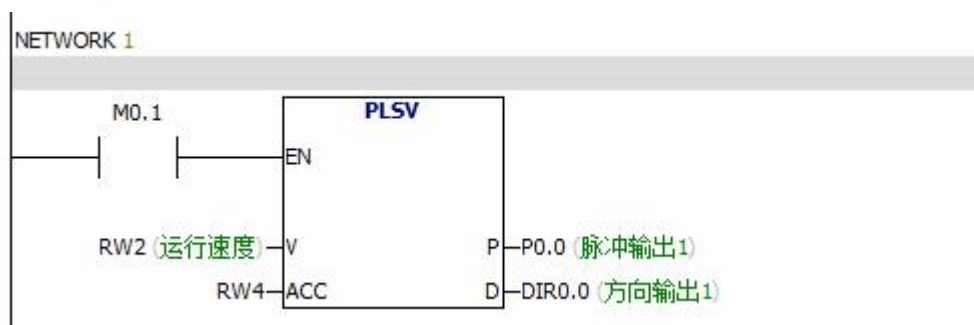 NETWORK 1
M0.1
PLSV
EN
RW2 (运行速度) V P P0.0 (脉冲输出1)
RW4 ACC D DIR0.0 (方向输出1)